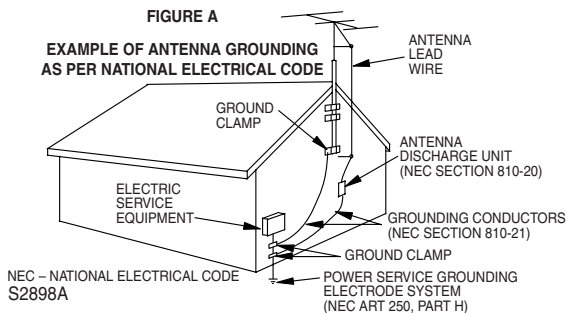 FIGURE A
EXAMPLE OF ANTENNA GROUNDING
AS PER NATIONAL ELECTRICAL CODE
ANTENNA
LEAD
WIRE
GROUND
CLAMP
ANTENNA
DISCHARGE UNIT
(NEC SECTION 810-20)
ELECTRIC
SERVICE
EQUIPMENT
GROUNDING CONDUCTORS
(NEC SECTION 810-21)
GROUND CLAMP
POWER SERVICE GROUNDING
ELECTRODE SYSTEM
(NEC ART 250, PART H)
NEC – NATIONAL ELECTRICAL CODE
S2898A